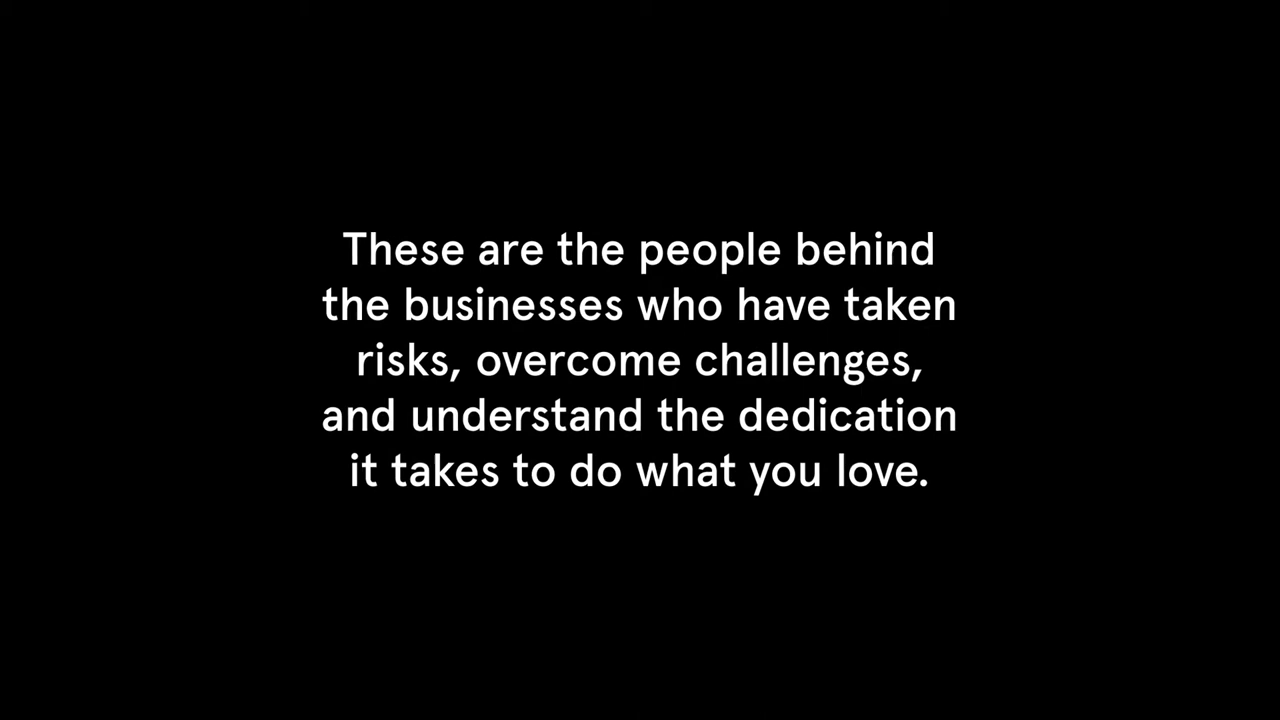 These are the people behind
the businesses who have taken
risks, overcome challenges,
and understand the dedication
it takes to do what you love.